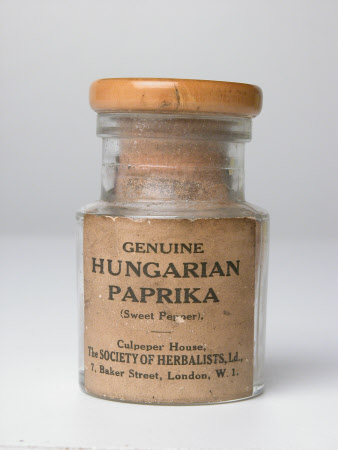 GENUINE
HUNGARIAN
PAPRIKA
(Sweet Pepper).
Culpeper House,
The SOCIETY OF HERBALISTS, Ld.,
7, Baker Street, London, W. 1.